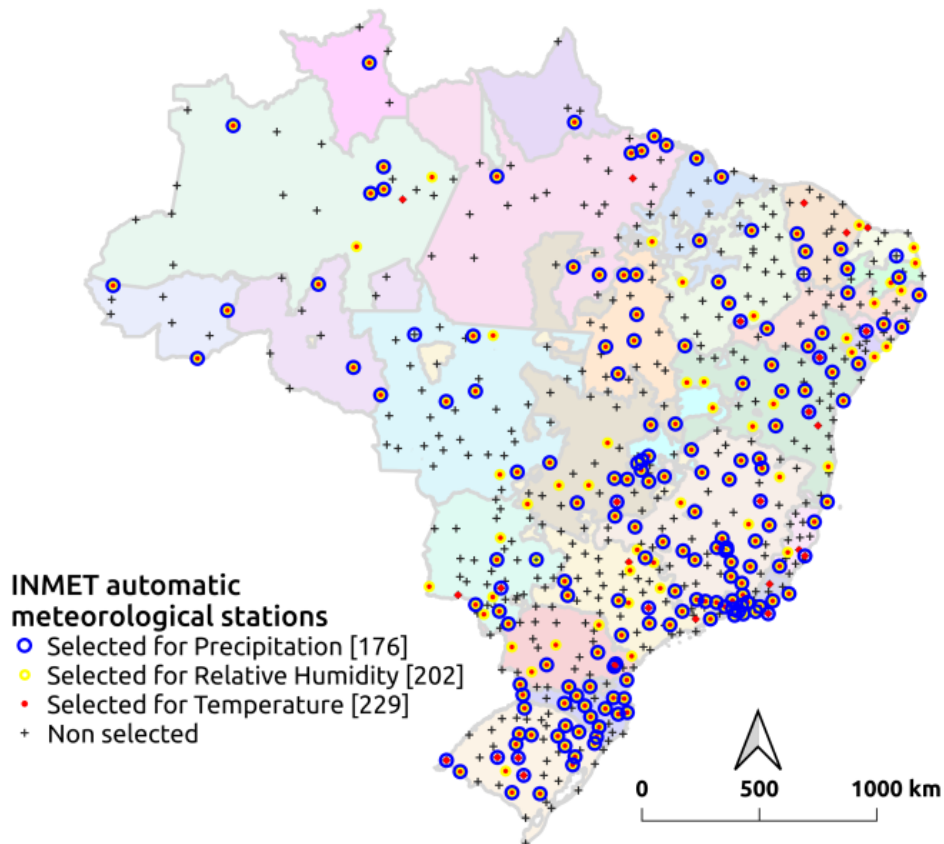 INMET automatic
meteorological stations
Selected for Precipitation [176]
Selected for Relative Humidity [202]
Selected for Temperature [229]
Non selected
0 500 1000 km